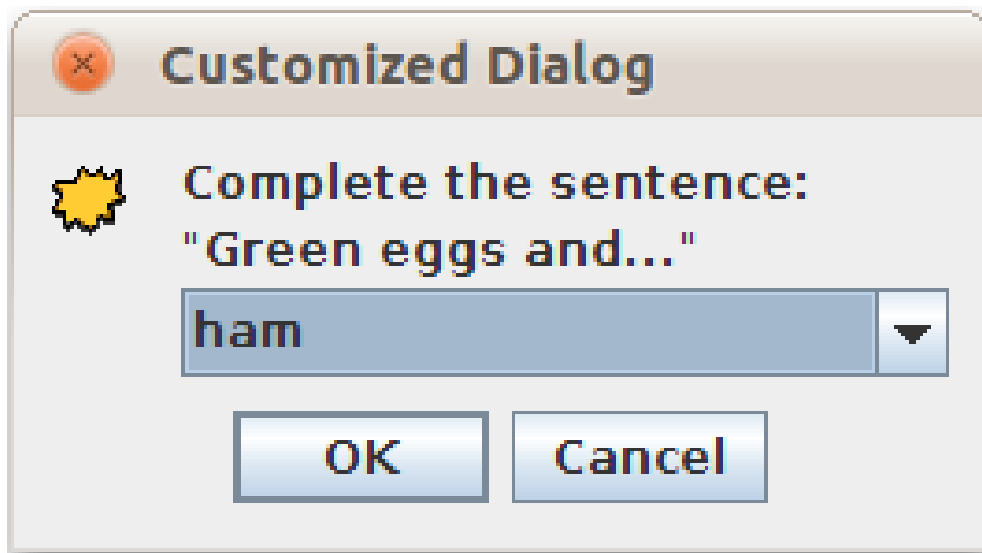 Customized Dialog
Complete the sentence:
"Green eggs and..."
ham
OK Cancel